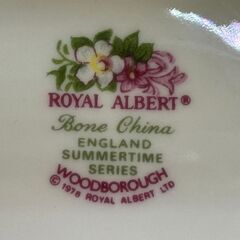 ROYAL ALBERT®
Bone China
ENGLAND
SUMMERTIME
SERIES
WOODBOROUGH
© 1978 ROYAL ALBERT LTD